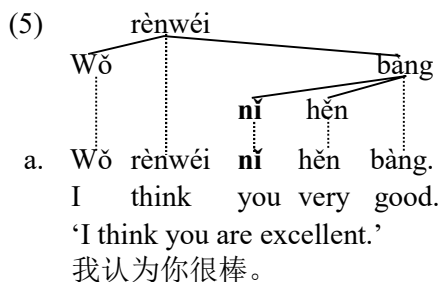 (5) rènwéi
Wǒ bàng
nǐ hěn
a. Wǒ rènwéi nǐ hěn bàng.
I think you very good.
‘I think you are excellent.’
我认为你很棒。